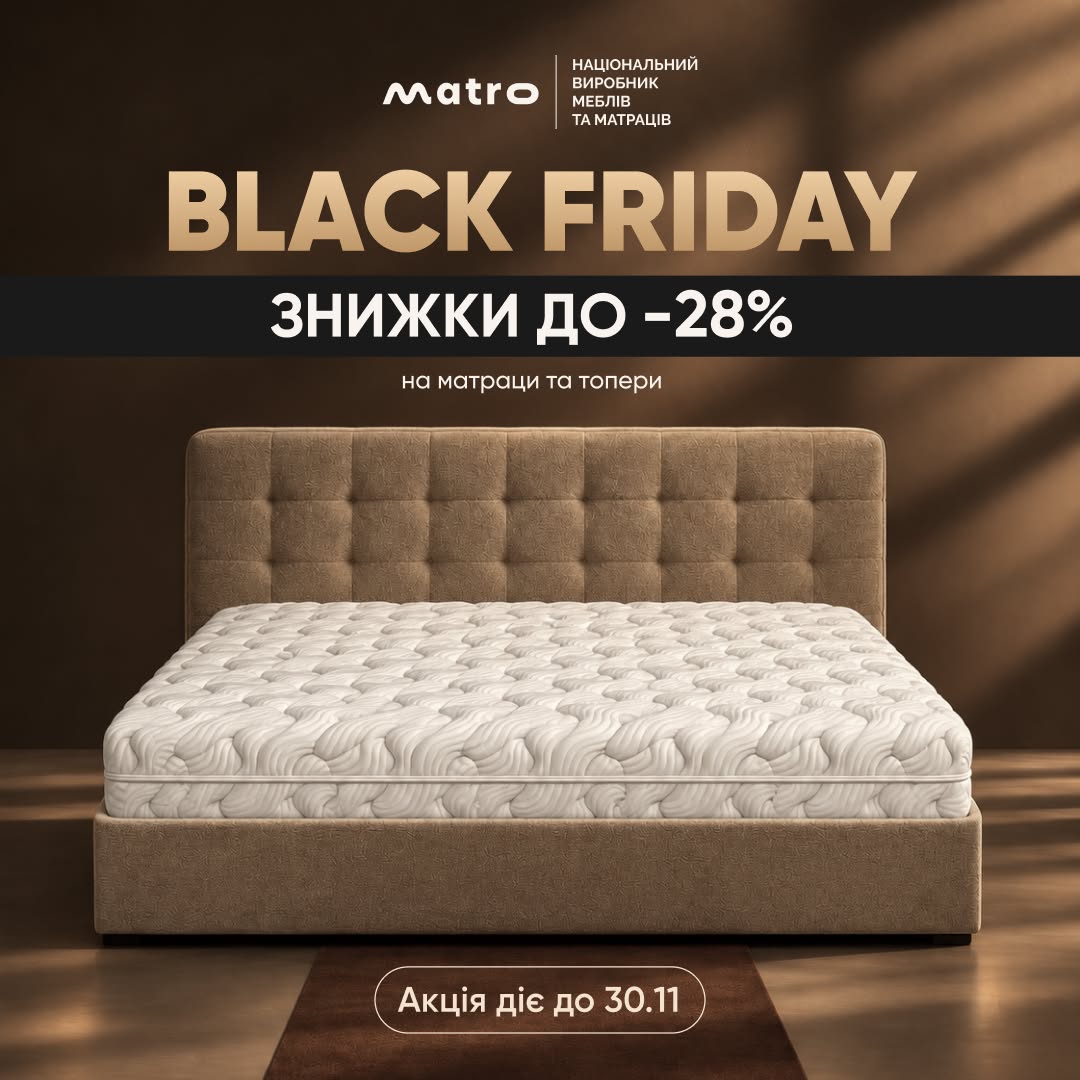 matro
НАЦІОНАЛЬНИЙ
ВИРОБНИК
МЕБЛІВ
ТА МАТРАЦІВ
BLACK FRIDAY
ЗНИЖКИ ДО -28%
на матраци та топери
Акція діє до 30.11